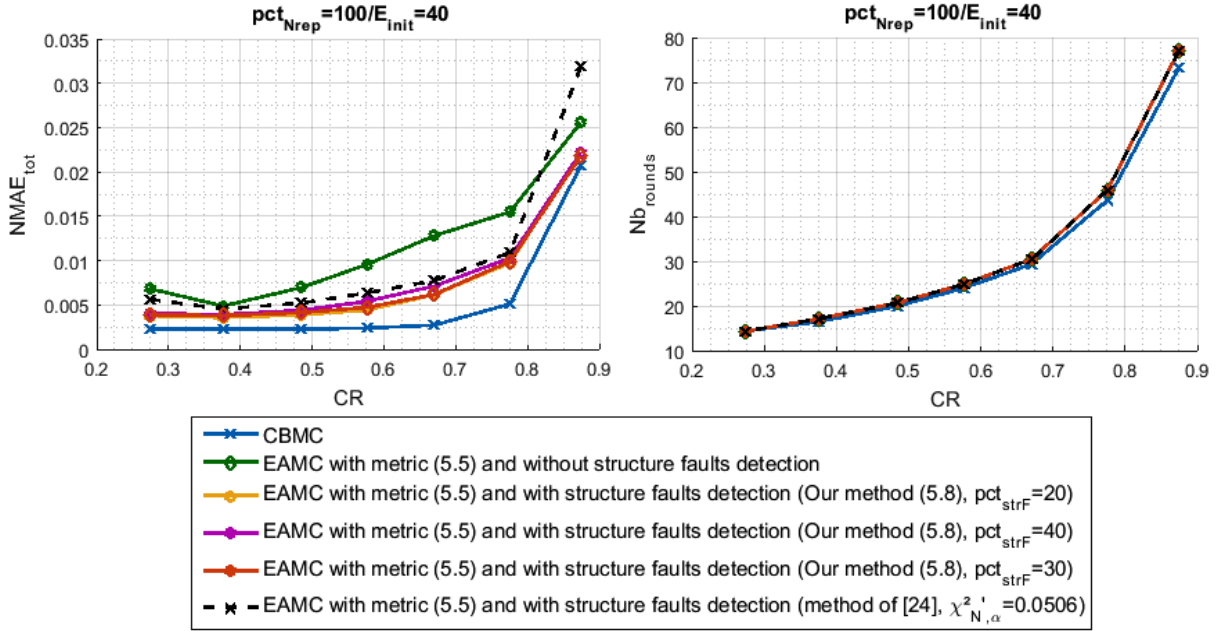 pct_Nrep=100/E_init=40
NMAE_tot
0.035
0.03
0.025
0.02
0.015
0.01
0.005
0
0.2 0.3 0.4 0.5 0.6 0.7 0.8 0.9
CR
pct_Nrep=100/E_init=40
Nb_rounds
80
70
60
50
40
30
20
10
0.2 0.3 0.4 0.5 0.6 0.7 0.8 0.9
CR
CBMC
EAMC with metric (5.5) and without structure faults detection
EAMC with metric (5.5) and with structure faults detection (Our method (5.8), pct_strF=20)
EAMC with metric (5.5) and with structure faults detection (Our method (5.8), pct_strF=40)
EAMC with metric (5.5) and with structure faults detection (Our method (5.8), pct_strF=30)
EAMC with metric (5.5) and with structure faults detection (method of [24], χ²_N',α=0.0506)